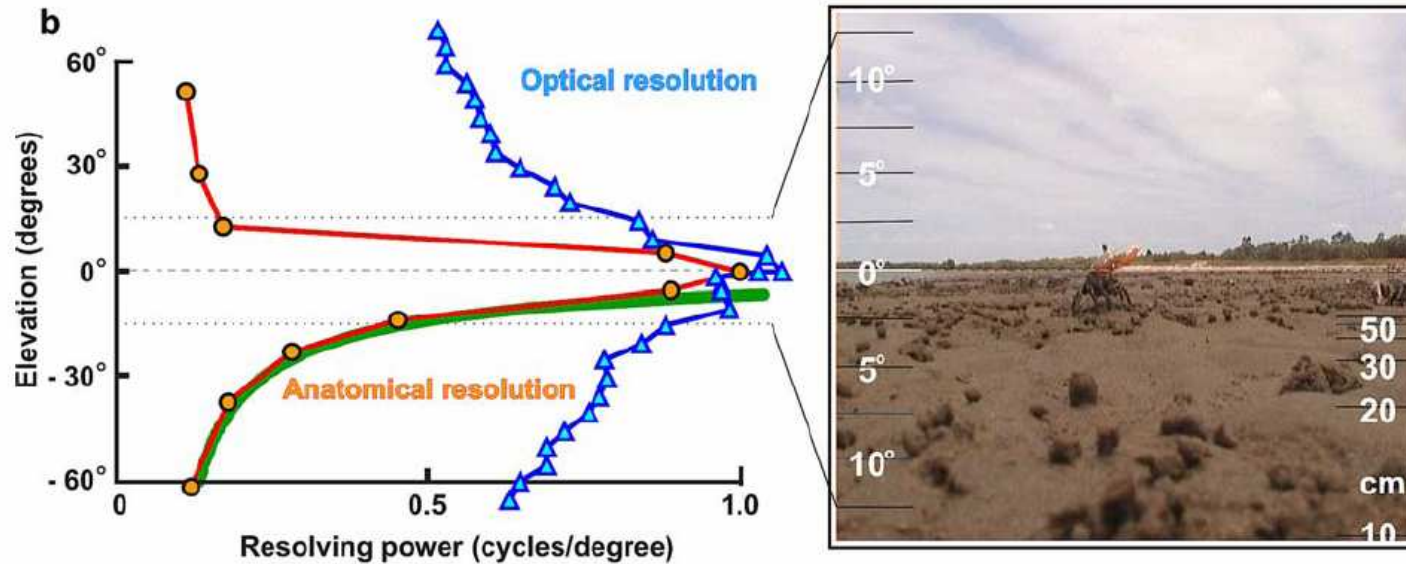 b
60°
30°
0°
- 30°
- 60°
Elevation (degrees)
Optical resolution
Anatomical resolution
0
0.5
1.0
Resolving power (cycles/degree)
10°
5°
0°
5°
10°
50
30
20
cm
10